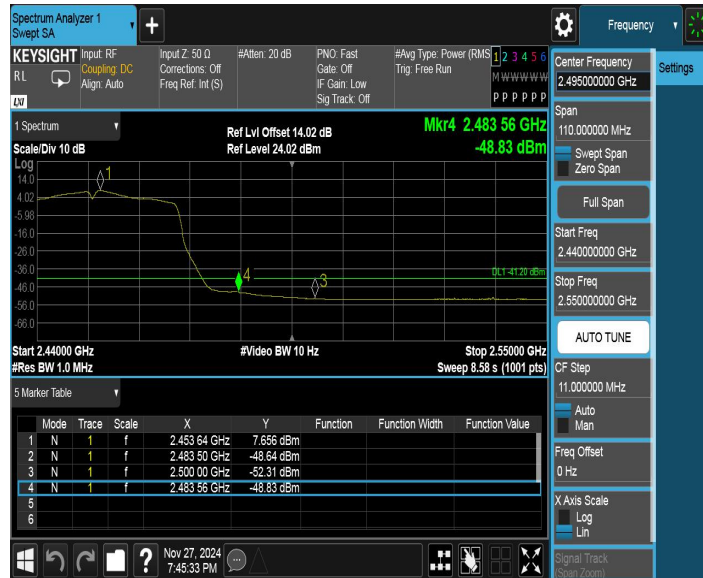 Spectrum Analyzer 1
Swept SA
+
Frequency
KEYSIGHT
RL
LXI
Input: RF
Coupling: DC
Align: Auto
Input Z: 50 Ω
Corrections: Off
Freq Ref: Int (S)
#Atten: 20 dB
PNO: Fast
Gate: Off
IF Gain: Low
Sig Track: Off
#Avg Type: Power (RMS
Trig: Free Run
1 2 3 4 5 6
M W W W W W
P P P P P P
1 Spectrum
Scale/Div 10 dB
Ref Lvl Offset 14.02 dB
Ref Level 24.02 dBm
Mkr4 2.483 56 GHz
-48.83 dBm
Log
14.0
4.02
-5.98
-16.0
-26.0
-36.0
-46.0
-56.0
-66.0
1
4
3
DL1 -41.20 dBm
Start 2.44000 GHz
#Res BW 1.0 MHz
#Video BW 10 Hz
Stop 2.55000 GHz
Sweep 8.58 s (1001 pts)
5 Marker Table
Mode Trace Scale X Y Function Function Width Function Value
1 N 1 f 2.453 64 GHz 7.656 dBm
2 N 1 f 2.483 50 GHz -48.64 dBm
3 N 1 f 2.500 00 GHz -52.31 dBm
4 N 1 f 2.483 56 GHz -48.83 dBm
5
6
?
Nov 27, 2024
7:45:33 PM
Center Frequency
2.495000000 GHz
Span
110.000000 MHz
Swept Span
Zero Span
Full Span
Start Freq
2.440000000 GHz
Stop Freq
2.550000000 GHz
AUTO TUNE
CF Step
11.000000 MHz
Auto
Man
Freq Offset
0 Hz
X Axis Scale
Log
Lin
Signal Track
(Span Zoom)
Settings